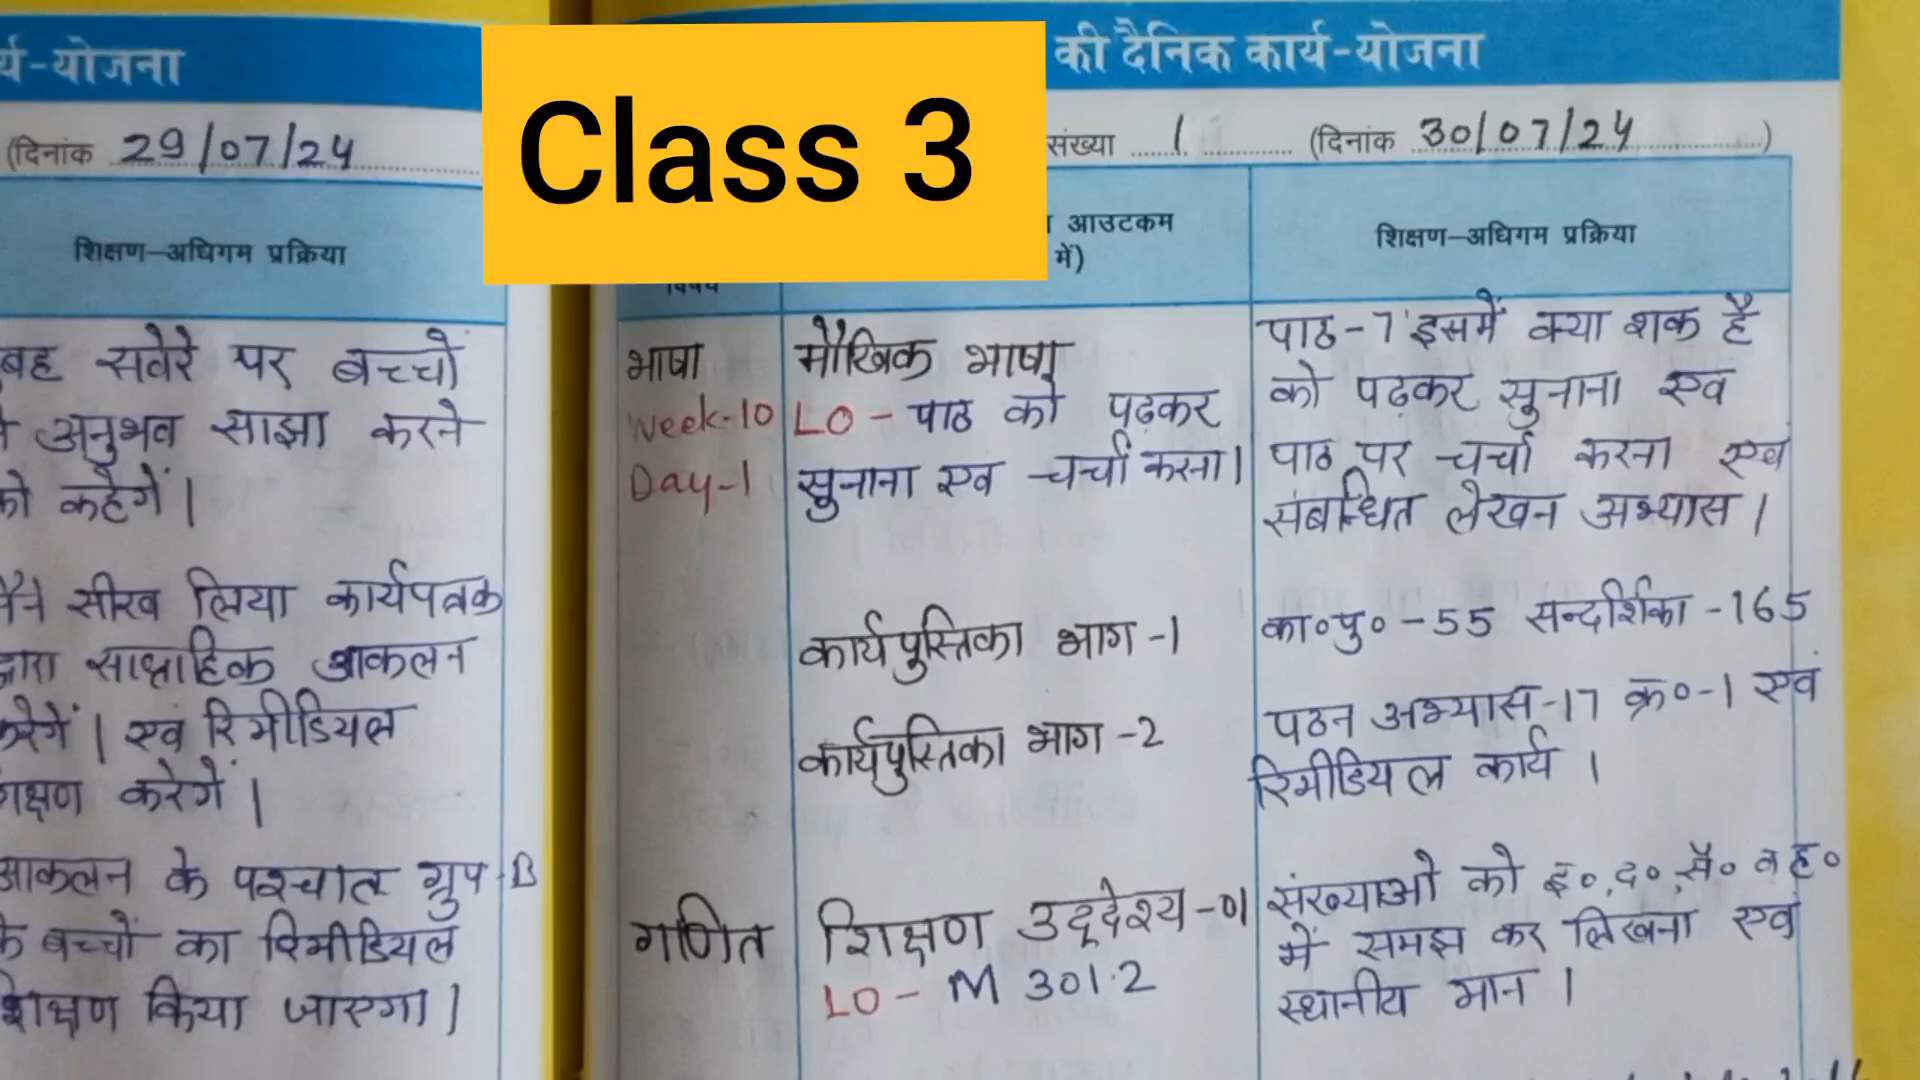 र्य-योजना
(दिनांक 29/07/24
शिक्षण–अधिगम प्रक्रिया
बह सवेरे पर बच्चों
अनुभव साझा करने
को कहेगें।
मैने सीख लिया कार्यपत्रक
द्वारा साप्ताहिक आकलन
करेगें। एवं रिमीडियल
शिक्षण करेगें।
आकलन के पश्चात ग्रुप-B
के बच्चों का रिमीडियल
शिक्षण किया जाएगा।
Class 3
की दैनिक कार्य-योजना
संख्या 1 (दिनांक 30/07/24)
विषय
आउटकम
में)
शिक्षण–अधिगम प्रक्रिया
भाषा
Week-10
Day-1
मौखिक भाषा
LO - पाठ को पढ़कर
सुनाना एव चर्चा करना।
पाठ-7 'इसमें क्या शक है
को पढ़कर सुनाना एव
पाठ पर चर्चा करना एवं
संबन्धित लेखन अभ्यास।
कार्यपुस्तिका भाग-1
का०पु०-55 सन्दर्शिका-165
कार्यपुस्तिका भाग-2
पठन अभ्यास-17 क्र०-1 एवं
रिमीडियल कार्य।
गणित
शिक्षण उद्देश्य-01
LO- M 301.2
संख्याओ को इ०,द०,सै० व ह०
में समझ कर लिखना एवं
स्थानीय मान।